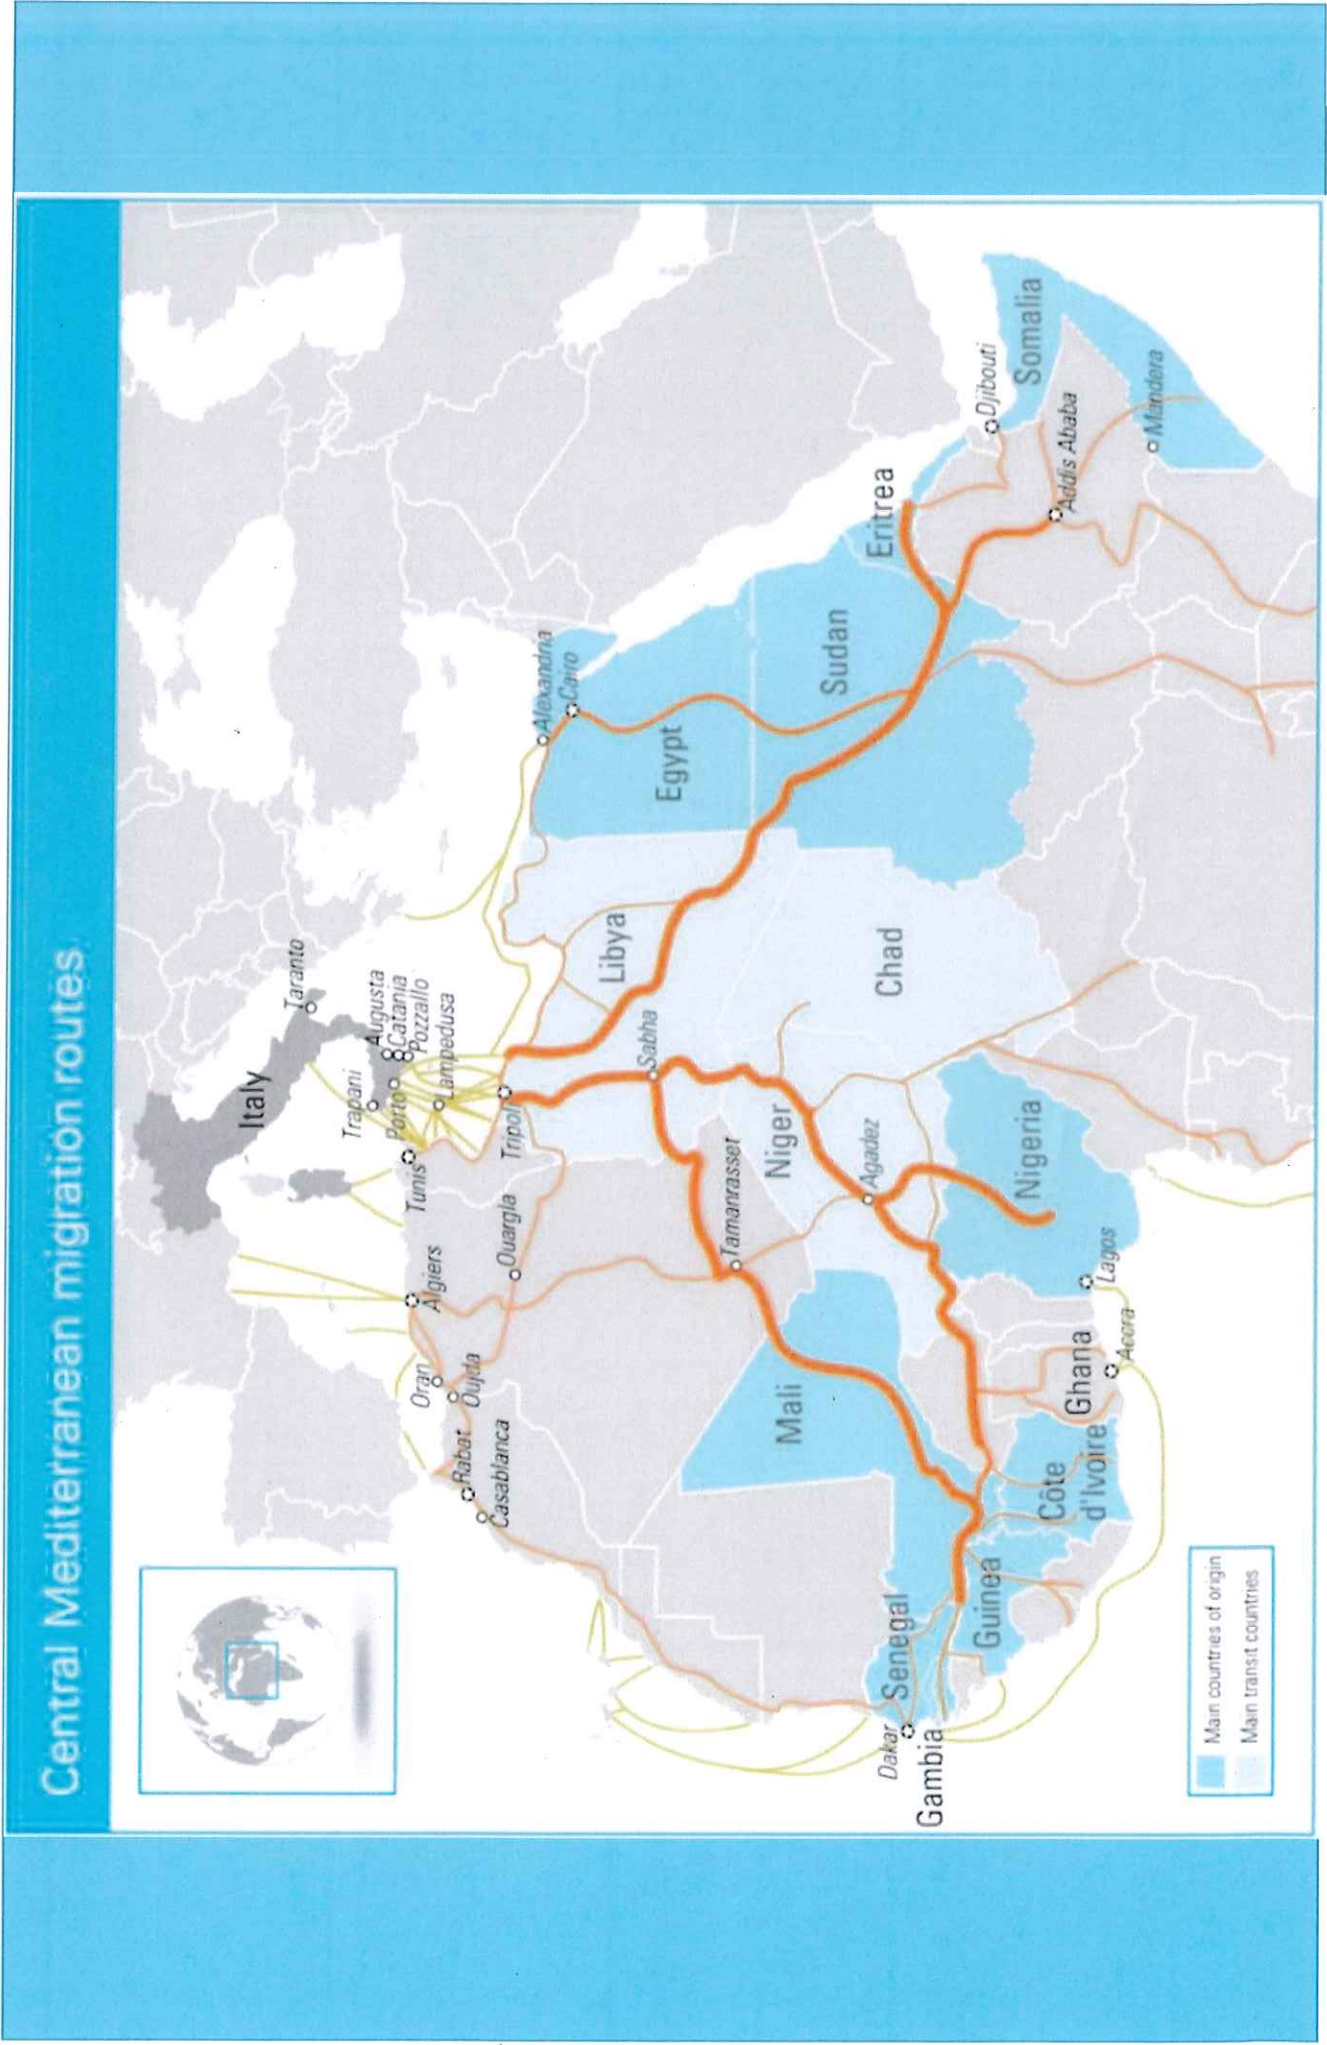 Central Mediterranean migration routes
Italy
Taranto
Trapani
Augusta
Catania
Porto
Pozzallo
Lampedusa
Tunis
Algiers
Oran
Oujda
Rabat
Casablanca
Ouargla
Tripoli
Alexandria
Cairo
Libya
Egypt
Sabha
Tamanrasset
Mali
Niger
Agadez
Chad
Sudan
Eritrea
Djibouti
Somalia
Addis Ababa
Mandera
Dakar
Senegal
Gambia
Guinea
Côte
d'Ivoire
Ghana
Accra
Lagos
Nigeria
Main countries of origin
Main transit countries